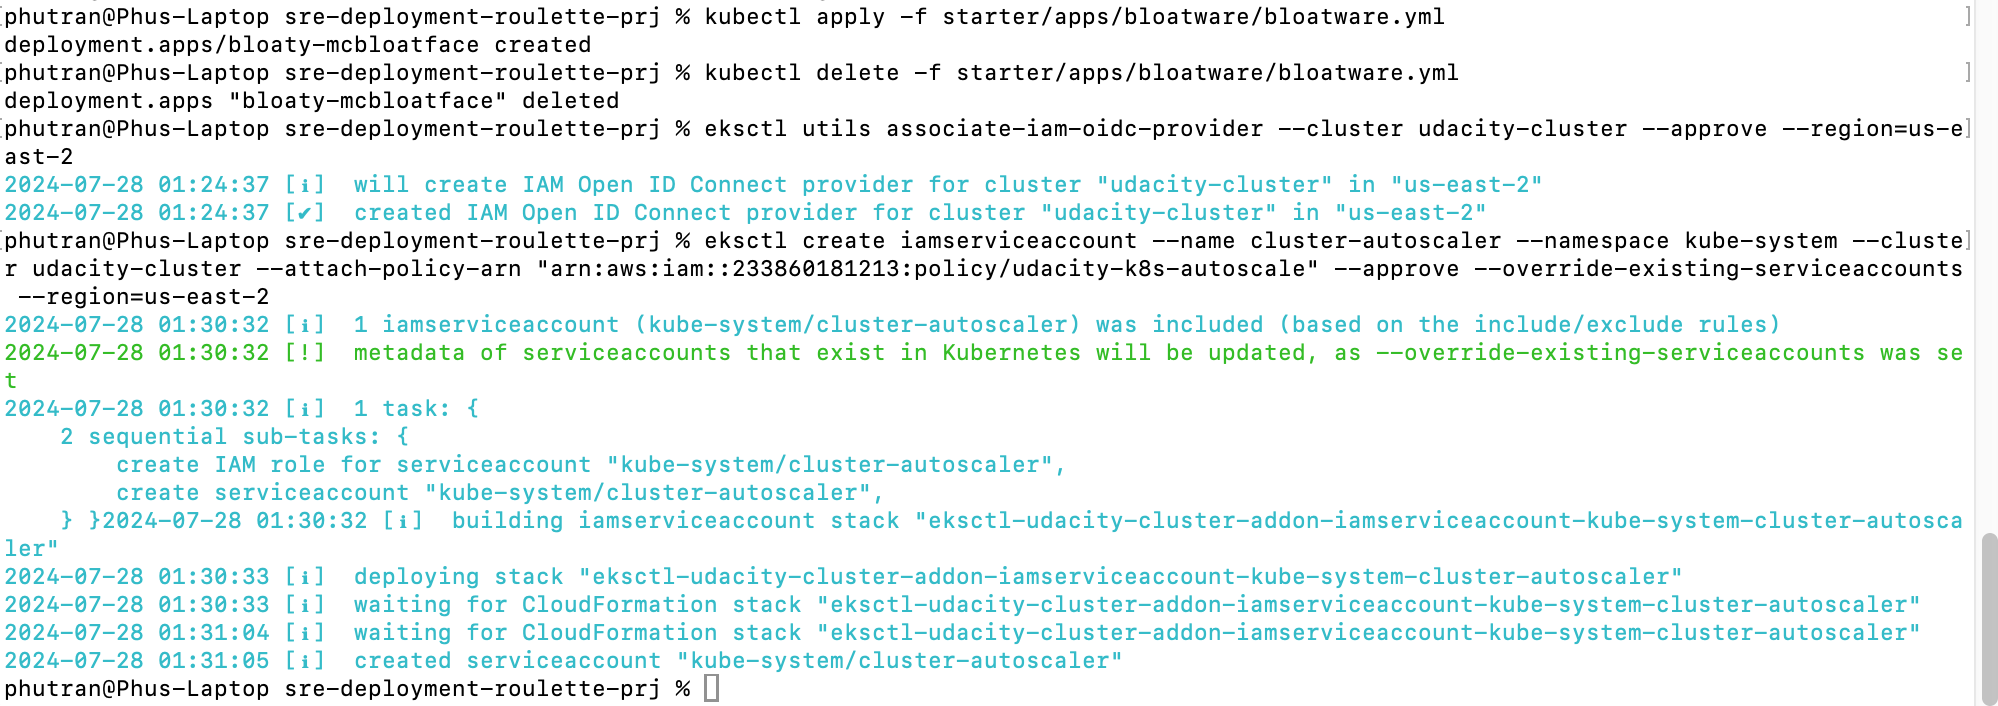 phutran@Phus-Laptop sre-deployment-roulette-prj % kubectl apply -f starter/apps/bloatware/bloatware.yml
deployment.apps/bloaty-mcbloatface created
phutran@Phus-Laptop sre-deployment-roulette-prj % kubectl delete -f starter/apps/bloatware/bloatware.yml
deployment.apps "bloaty-mcbloatface" deleted
phutran@Phus-Laptop sre-deployment-roulette-prj % eksctl utils associate-iam-oidc-provider --cluster udacity-cluster --approve --region=us-e
ast-2
2024-07-28 01:24:37 [ℹ]  will create IAM Open ID Connect provider for cluster "udacity-cluster" in "us-east-2"
2024-07-28 01:24:37 [✔]  created IAM Open ID Connect provider for cluster "udacity-cluster" in "us-east-2"
phutran@Phus-Laptop sre-deployment-roulette-prj % eksctl create iamserviceaccount --name cluster-autoscaler --namespace kube-system --cluste
r udacity-cluster --attach-policy-arn "arn:aws:iam::233860181213:policy/udacity-k8s-autoscale" --approve --override-existing-serviceaccounts
 --region=us-east-2
2024-07-28 01:30:32 [ℹ]  1 iamserviceaccount (kube-system/cluster-autoscaler) was included (based on the include/exclude rules)
2024-07-28 01:30:32 [!]  metadata of serviceaccounts that exist in Kubernetes will be updated, as --override-existing-serviceaccounts was se
t
2024-07-28 01:30:32 [ℹ]  1 task: {
    2 sequential sub-tasks: {
        create IAM role for serviceaccount "kube-system/cluster-autoscaler",
        create serviceaccount "kube-system/cluster-autoscaler",
    } }2024-07-28 01:30:32 [ℹ]  building iamserviceaccount stack "eksctl-udacity-cluster-addon-iamserviceaccount-kube-system-cluster-autosca
ler"
2024-07-28 01:30:33 [ℹ]  deploying stack "eksctl-udacity-cluster-addon-iamserviceaccount-kube-system-cluster-autoscaler"
2024-07-28 01:30:33 [ℹ]  waiting for CloudFormation stack "eksctl-udacity-cluster-addon-iamserviceaccount-kube-system-cluster-autoscaler"
2024-07-28 01:31:04 [ℹ]  waiting for CloudFormation stack "eksctl-udacity-cluster-addon-iamserviceaccount-kube-system-cluster-autoscaler"
2024-07-28 01:31:05 [ℹ]  created serviceaccount "kube-system/cluster-autoscaler"
phutran@Phus-Laptop sre-deployment-roulette-prj %